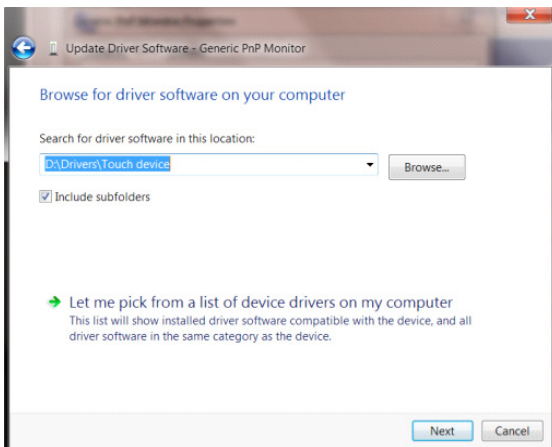 Update Driver Software - Generic PnP Monitor
Browse for driver software on your computer
Search for driver software in this location:
D:\Drivers\Touch device
Browse...
Include subfolders
Let me pick from a list of device drivers on my computer
This list will show installed driver software compatible with the device, and all
driver software in the same category as the device.
Next
Cancel